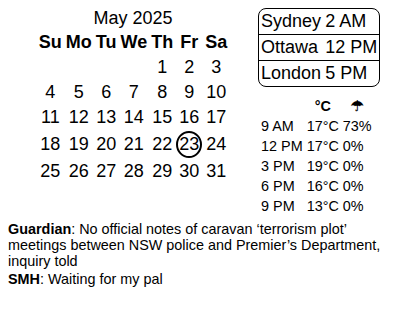 May 2025
Su Mo Tu We Th Fr Sa
1 2 3
4 5 6 7 8 9 10
11 12 13 14 15 16 17
18 19 20 21 22 23 24
25 26 27 28 29 30 31
Sydney 2 AM
Ottawa 12 PM
London 5 PM
°C ☂
9 AM 17°C 73%
12 PM 17°C 0%
3 PM 19°C 0%
6 PM 16°C 0%
9 PM 13°C 0%
Guardian: No official notes of caravan ‘terrorism plot’
meetings between NSW police and Premier’s Department,
inquiry told
SMH: Waiting for my pal